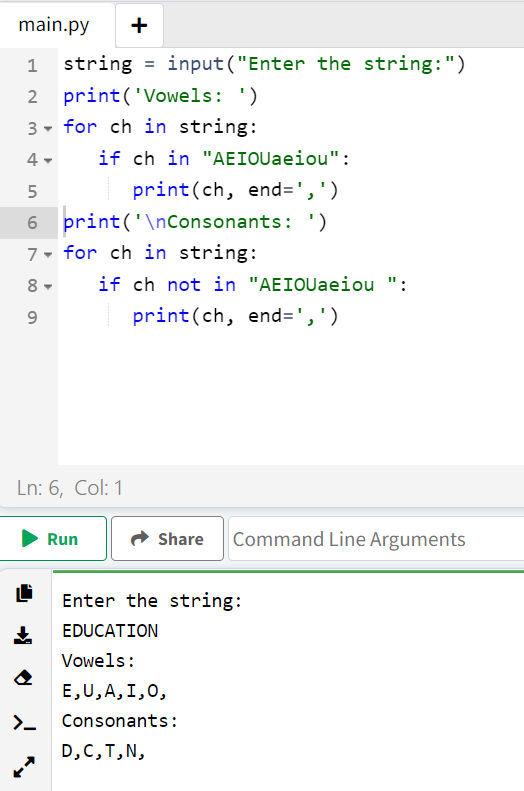 main.py +
1 string = input("Enter the string:")
2 print('Vowels: ')
3 for ch in string:
4    if ch in "AEIOUaeiou":
5       print(ch, end=',')
6 print('\nConsonants: ')
7 for ch in string:
8    if ch not in "AEIOUaeiou ":
9       print(ch, end=',')
Ln: 6, Col: 1
Run Share Command Line Arguments
Enter the string:
EDUCATION
Vowels:
E,U,A,I,O,
Consonants:
D,C,T,N,